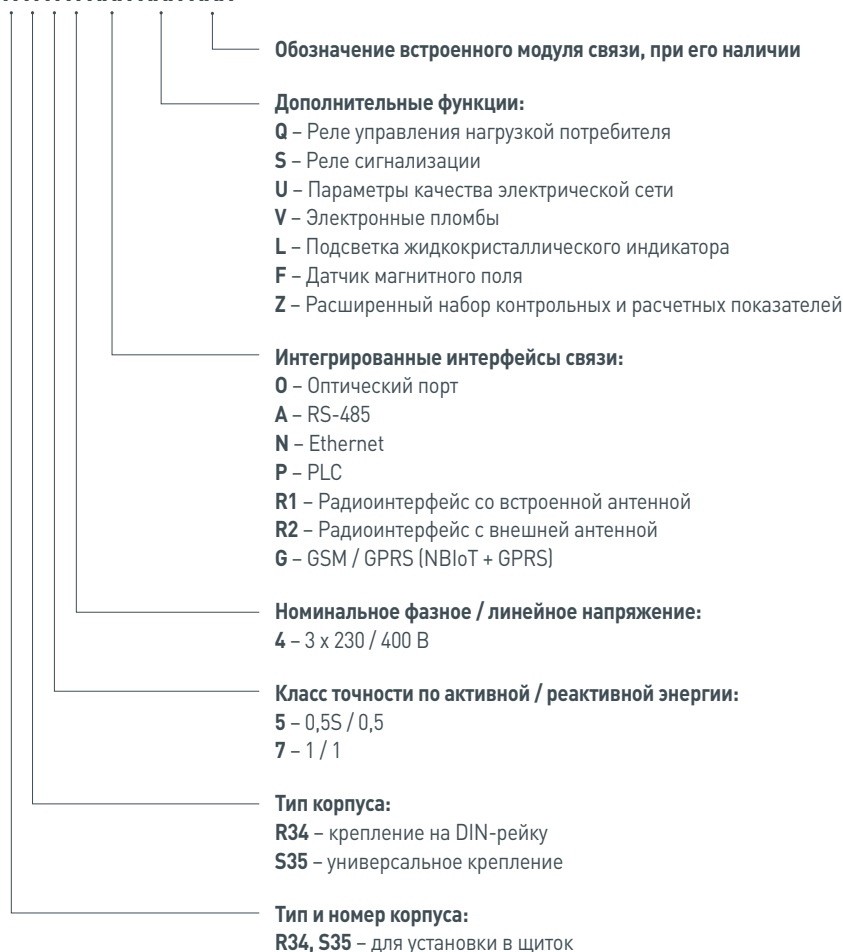 Обозначение встроенного модуля связи, при его наличии
Дополнительные функции:
Q – Реле управления нагрузкой потребителя
S – Реле сигнализации
U – Параметры качества электрической сети
V – Электронные пломбы
L – Подсветка жидкокристаллического индикатора
F – Датчик магнитного поля
Z – Расширенный набор контрольных и расчетных показателей
Интегрированные интерфейсы связи:
O – Оптический порт
A – RS-485
N – Ethernet
P – PLC
R1 – Радиоинтерфейс со встроенной антенной
R2 – Радиоинтерфейс с внешней антенной
G – GSM / GPRS (NBIoT + GPRS)
Номинальное фазное / линейное напряжение:
4 – 3 x 230 / 400 В
Класс точности по активной / реактивной энергии:
5 – 0,5S / 0,5
7 – 1 / 1
Тип корпуса:
R34 – крепление на DIN-рейку
S35 – универсальное крепление
Тип и номер корпуса:
R34, S35 – для установки в щиток